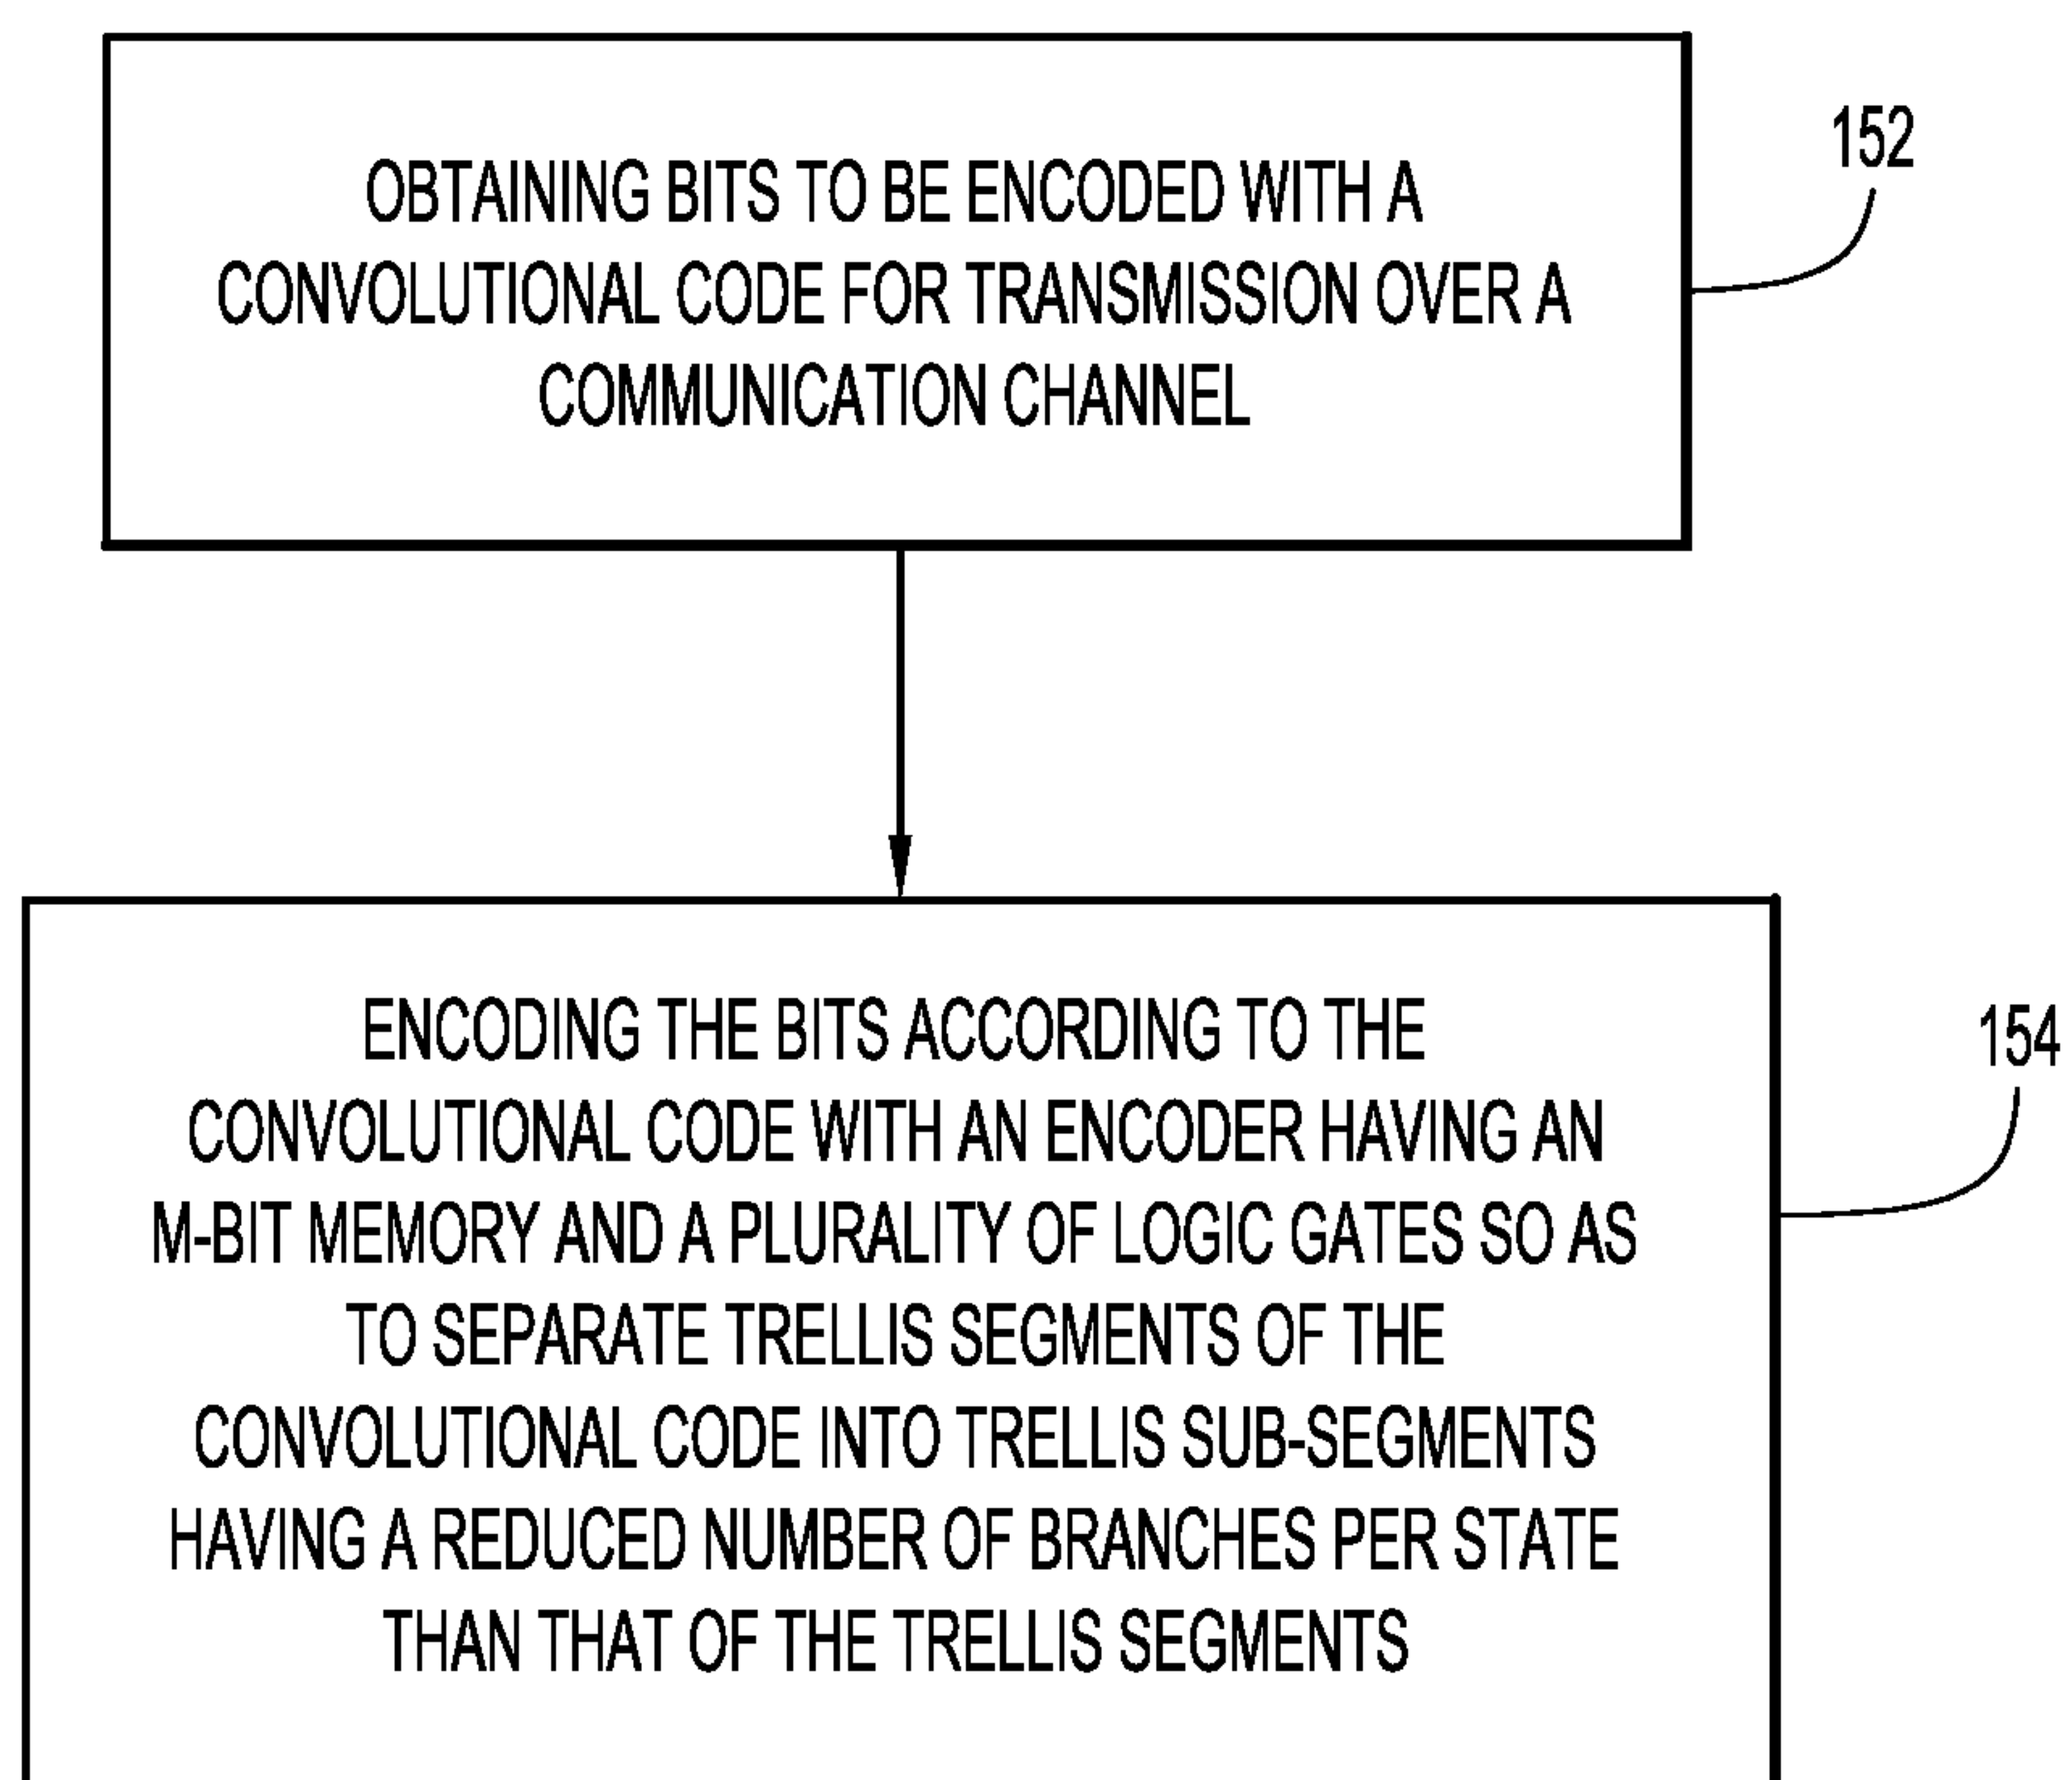 OBTAINING BITS TO BE ENCODED WITH A
CONVOLUTIONAL CODE FOR TRANSMISSION OVER A
COMMUNICATION CHANNEL
152
ENCODING THE BITS ACCORDING TO THE
CONVOLUTIONAL CODE WITH AN ENCODER HAVING AN
M-BIT MEMORY AND A PLURALITY OF LOGIC GATES SO AS
TO SEPARATE TRELLIS SEGMENTS OF THE
CONVOLUTIONAL CODE INTO TRELLIS SUB-SEGMENTS
HAVING A REDUCED NUMBER OF BRANCHES PER STATE
THAN THAT OF THE TRELLIS SEGMENTS
154